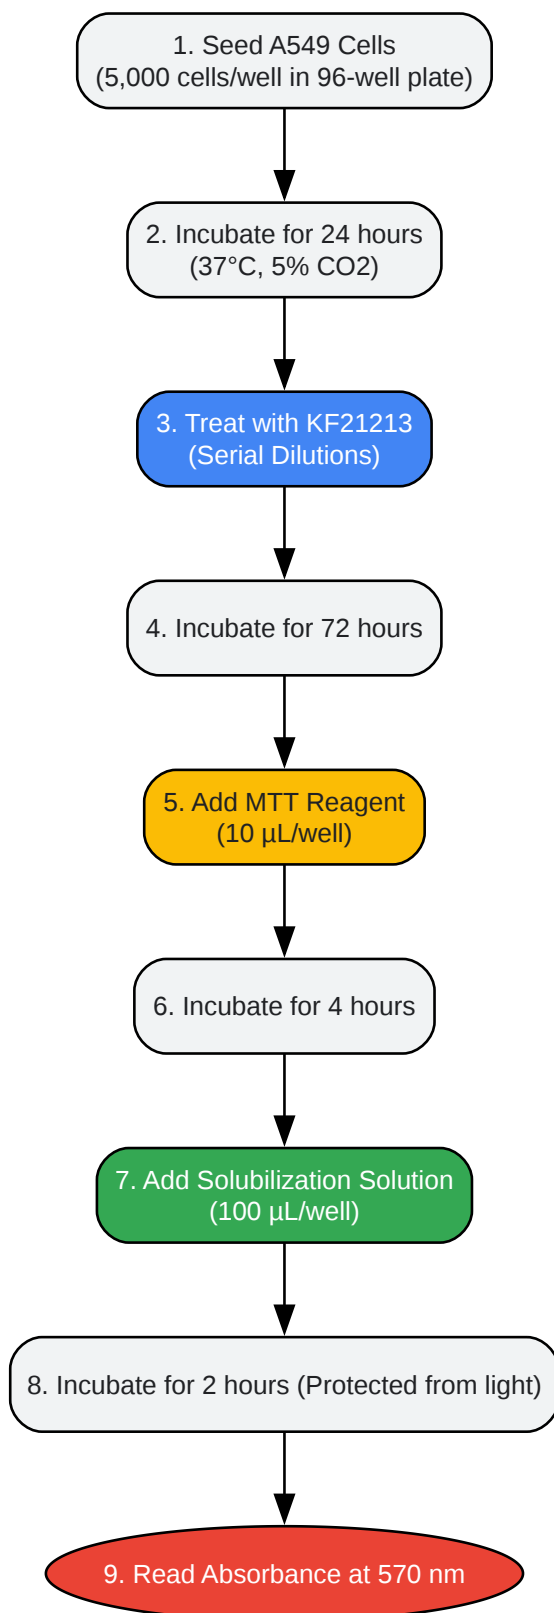 1. Seed A549 Cells
(5,000 cells/well in 96-well plate)
2. Incubate for 24 hours
(37°C, 5% CO2)
3. Treat with KF21213
(Serial Dilutions)
4. Incubate for 72 hours
5. Add MTT Reagent
(10 µL/well)
6. Incubate for 4 hours
7. Add Solubilization Solution
(100 µL/well)
8. Incubate for 2 hours (Protected from light)
9. Read Absorbance at 570 nm